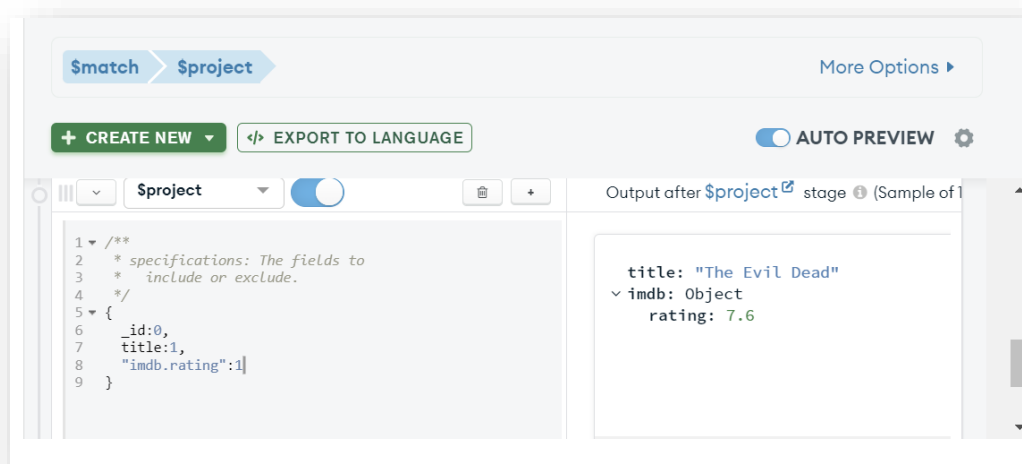 $match $project More Options
+ CREATE NEW </> EXPORT TO LANGUAGE AUTO PREVIEW
$project + Output after $project stage (Sample of 1
1 /**
2 * specifications: The fields to
3 *   include or exclude.
4 */
5 {
6 _id:0,
7 title:1,
8 "imdb.rating":1
9 }
title: "The Evil Dead"
imdb: Object
rating: 7.6